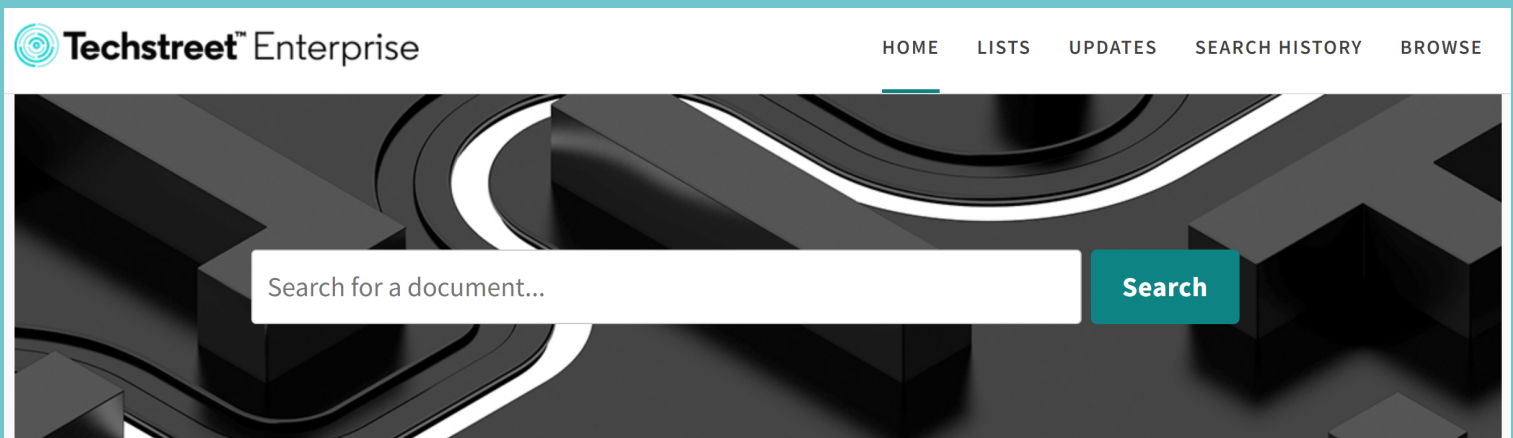 Techstreet™ Enterprise
HOME LISTS UPDATES SEARCH HISTORY BROWSE
Search for a document...
Search